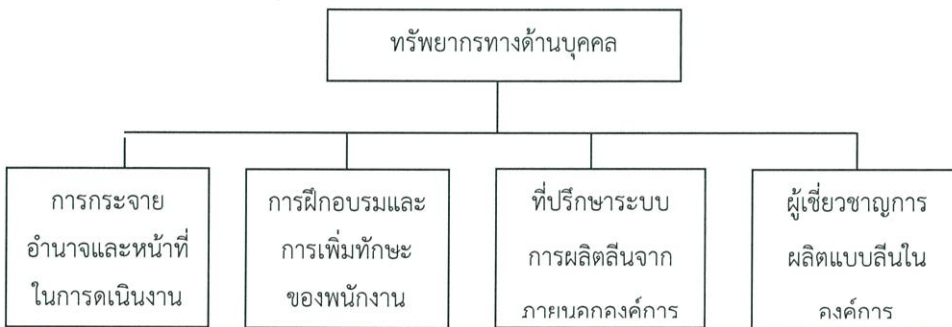 ทรัพยากรทางด้านบุคคล
การกระจาย
อำนาจและหน้าที่
ในการดเนินงาน
การฝึกอบรมและ
การเพิ่มทักษะ
ของพนักงาน
ที่ปรึกษาระบบ
การผลิตลีนจาก
ภายนอกองค์การ
ผู้เชี่ยวชาญการ
ผลิตแบบลีนใน
องค์การ